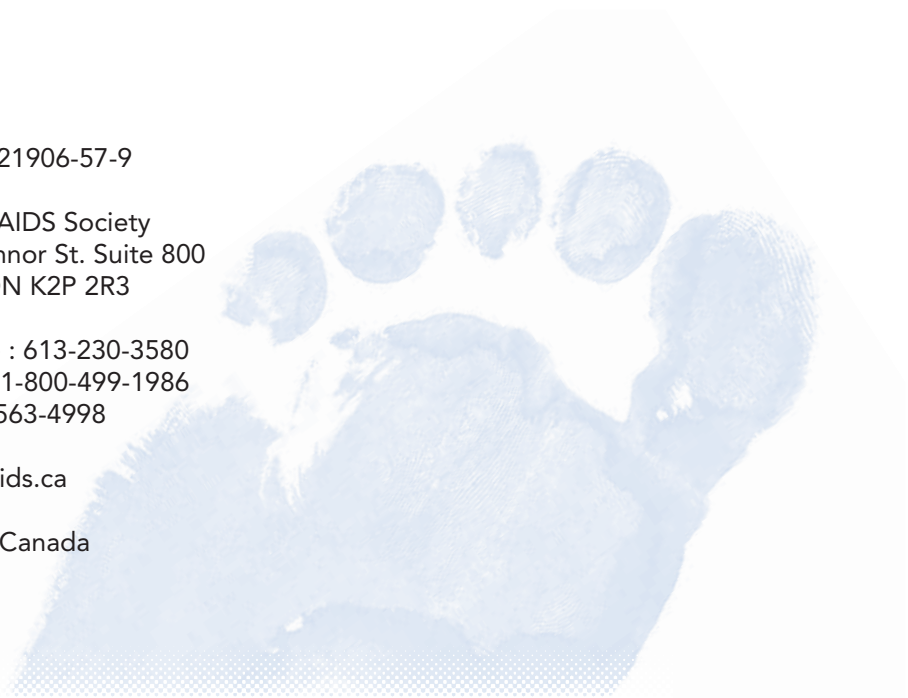 21906-57-9
AIDS Society
nnor St. Suite 800
N K2P 2R3
: 613-230-3580
1-800-499-1986
563-4998
ids.ca
Canada